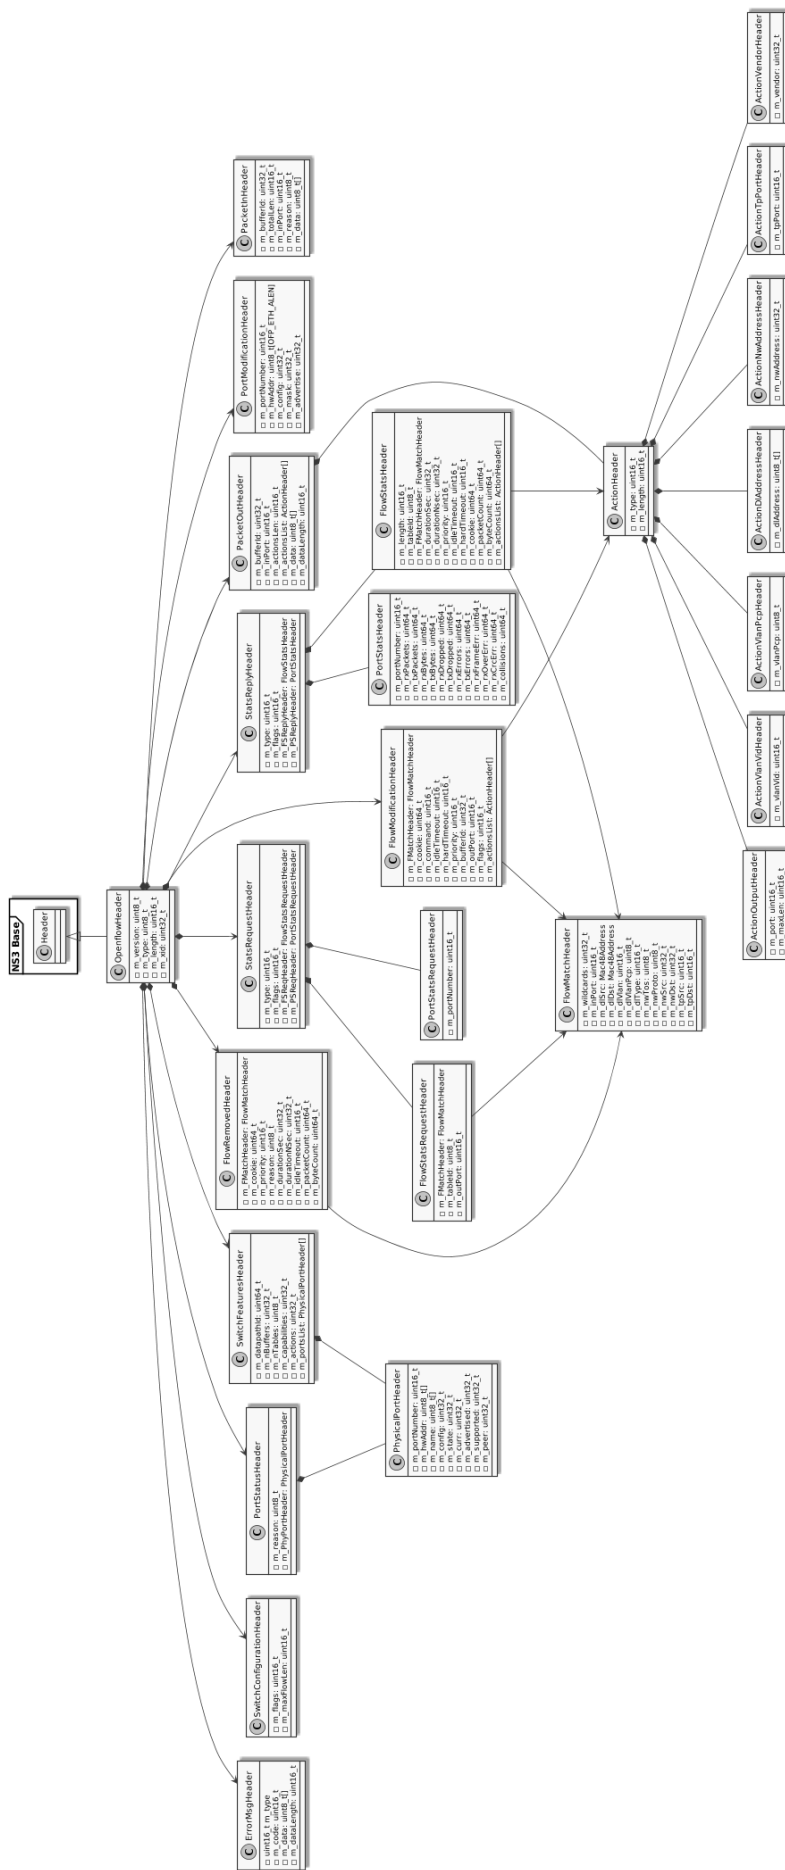 NS3 Base
Header
OpenflowHeader
m_version: uint8_t
m_type: uint8_t
m_length: uint16_t
m_xid: uint32_t
ErrorMsgHeader
uint16_t m_type
m_code: uint16_t
m_data: uint8_t[]
m_dataLength: uint16_t
SwitchConfigurationHeader
m_flags: uint16_t
m_maxFlowLen: uint16_t
PortStatusHeader
m_reason: uint8_t
m_PhyPortHeader: PhysicalPortHeader
SwitchFeaturesHeader
m_datapathId: uint64_t
m_nBuffers: uint32_t
m_nTables: uint8_t
m_capabilities: uint32_t
m_actions: uint32_t
m_portsList: PhysicalPortHeader[]
FlowRemovedHeader
m_FMatchHeader: FlowMatchHeader
m_cookie: uint64_t
m_priority: uint16_t
m_reason: uint8_t
m_durationSec: uint32_t
m_durationNSec: uint32_t
m_idleTimeout: uint16_t
m_packetCount: uint64_t
m_byteCount: uint64_t
StatsRequestHeader
m_type: uint16_t
m_flags: uint16_t
m_FSReqHeader: FlowStatsRequestHeader
m_PSReqHeader: PortStatsRequestHeader
StatsReplyHeader
m_type: uint16_t
m_flags: uint16_t
m_FSReplyHeader: FlowStatsHeader
m_PSReplyHeader: PortStatsHeader
PacketOutHeader
m_bufferId: uint32_t
m_inPort: uint16_t
m_actionsLen: uint16_t
m_actionsList: ActionHeader[]
m_data: uint8_t[]
m_dataLength: uint16_t
PortModificationHeader
m_portNumber: uint16_t
m_hwAddr: uint8_t[OFP_ETH_ALEN]
m_config: uint32_t
m_mask: uint32_t
m_advertise: uint32_t
PacketInHeader
m_bufferId: uint32_t
m_totalLen: uint16_t
m_inPort: uint16_t
m_reason: uint8_t
m_data: uint8_t[]
PhysicalPortHeader
m_portNumber: uint16_t
m_hwAddr: uint8_t[]
m_name: uint8_t[]
m_config: uint32_t
m_state: uint32_t
m_curr: uint32_t
m_advertised: uint32_t
m_supported: uint32_t
m_peer: uint32_t
FlowStatsRequestHeader
m_FMatchHeader: FlowMatchHeader
m_tableId: uint8_t
m_outPort: uint16_t
PortStatsRequestHeader
m_portNumber: uint16_t
FlowModificationHeader
m_FMatchHeader: FlowMatchHeader
m_cookie: uint64_t
m_command: uint16_t
m_idleTimeout: uint16_t
m_hardTimeout: uint16_t
m_priority: uint16_t
m_bufferId: uint32_t
m_outPort: uint16_t
m_flags: uint16_t
m_actionsList: ActionHeader[]
PortStatsHeader
m_portNumber: uint16_t
m_rxPackets: uint64_t
m_txPackets: uint64_t
m_rxBytes: uint64_t
m_txBytes: uint64_t
m_rxDropped: uint64_t
m_txDropped: uint64_t
m_rxErrors: uint64_t
m_txErrors: uint64_t
m_rxFrameErr: uint64_t
m_rxOverErr: uint64_t
m_rxCrcErr: uint64_t
m_collisions: uint64_t
FlowStatsHeader
m_length: uint16_t
m_tableId: uint8_t
m_FMatchHeader: FlowMatchHeader
m_durationSec: uint32_t
m_durationNsec: uint32_t
m_priority: uint16_t
m_idleTimeout: uint16_t
m_hardTimeout: uint16_t
m_cookie: uint64_t
m_packetCount: uint64_t
m_byteCount: uint64_t
m_actionsList: ActionHeader[]
FlowMatchHeader
m_wildcards: uint32_t
m_inPort: uint16_t
m_dlSrc: Mac48Address
m_dlDst: Mac48Address
m_dlVlan: uint16_t
m_dlVlanPcp: uint8_t
m_dlType: uint16_t
m_nwTos: uint8_t
m_nwProto: uint8_t
m_nwSrc: uint32_t
m_nwDst: uint32_t
m_tpSrc: uint16_t
m_tpDst: uint16_t
ActionHeader
m_type: uint16_t
m_length: uint16_t
ActionOutputHeader
m_port: uint16_t
m_maxLen: uint16_t
ActionVlanVidHeader
m_vlanVid: uint16_t
ActionVlanPcpHeader
m_vlanPcp: uint8_t
ActionDlAddressHeader
m_dlAddress: uint8_t[]
ActionNwAddressHeader
m_nwAddress: uint32_t
ActionTpPortHeader
m_tpPort: uint16_t
ActionVendorHeader
m_vendor: uint32_t